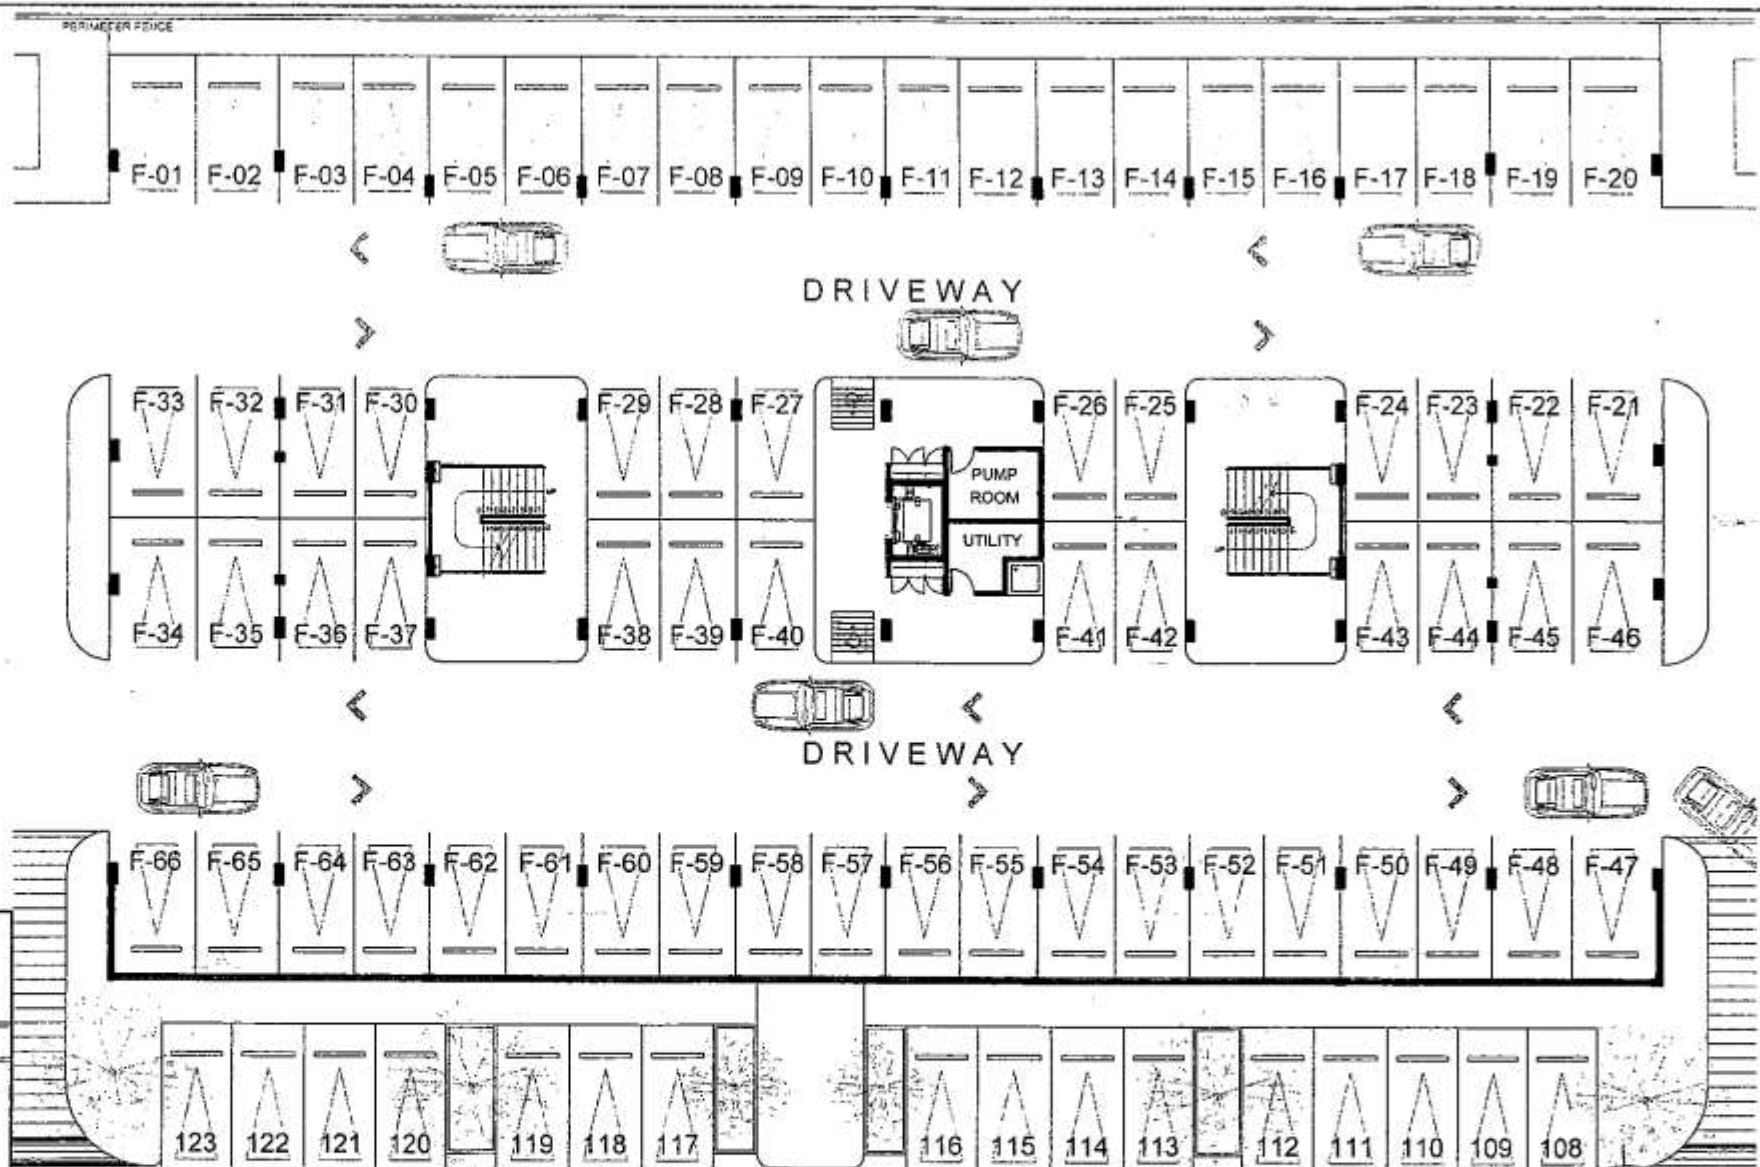 PERIMETER FENCE
F-01 F-02 F-03 F-04 F-05 F-06 F-07 F-08 F-09 F-10 F-11 F-12 F-13 F-14 F-15 F-16 F-17 F-18 F-19 F-20
DRIVEWAY
F-33 F-32 F-31 F-30 F-29 F-28 F-27 F-26 F-25 F-24 F-23 F-22 F-21
PUMP
ROOM
UTILITY
F-34 F-35 F-36 F-37 F-38 F-39 F-40 F-41 F-42 F-43 F-44 F-45 F-46
DRIVEWAY
F-66 F-65 F-64 F-63 F-62 F-61 F-60 F-59 F-58 F-57 F-56 F-55 F-54 F-53 F-52 F-51 F-50 F-49 F-48 F-47
123 122 121 120 119 118 117 116 115 114 113 112 111 110 109 108